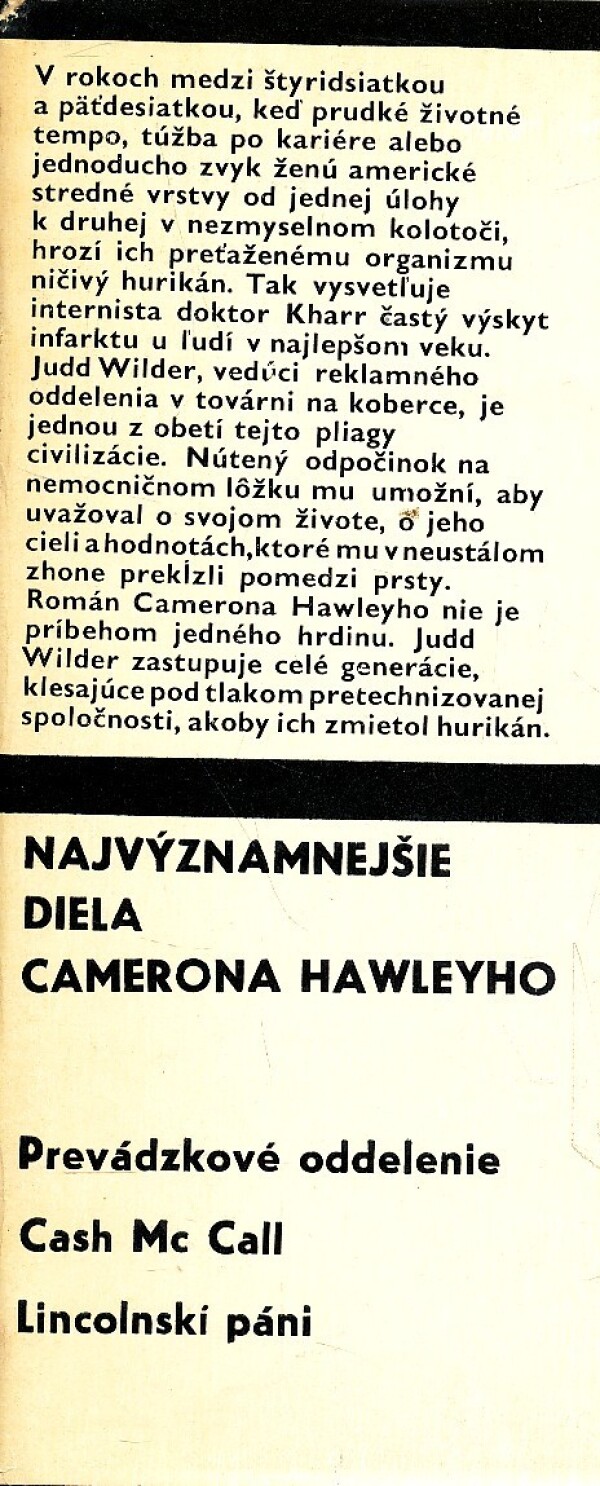 V rokoch medzi štyridsiatkou
a päťdesiatkou, keď prudké životné
tempo, túžba po kariére alebo
jednoducho zvyk ženú americké
stredné vrstvy od jednej úlohy
k druhej v nezmyselnom kolotoči,
hrozí ich preťaženému organizmu
ničivý hurikán. Tak vysvetľuje
internista doktor Kharr častý výskyt
infarktu u ľudí v najlepšom veku.
Judd Wilder, vedúci reklamného
oddelenia v továrni na koberce, je
jednou z obetí tejto pliagy
civilizácie. Nútený odpočinok na
nemocničnom lôžku mu umožní, aby
uvažoval o svojom živote, o jeho
cieli a hodnotách, ktoré mu v neustálom
zhone prekĺzli pomedzi prsty.
Román Camerona Hawleyho nie je
príbehom jedného hrdinu. Judd
Wilder zastupuje celé generácie,
klesajúce pod tlakom pretechnizovanej
spoločnosti, akoby ich zmietol hurikán.
NAJVÝZNAMNEJŠIE
DIELA
CAMERONA HAWLEYHO
Prevádzkové oddelenie
Cash Mc Call
Lincolnskí páni